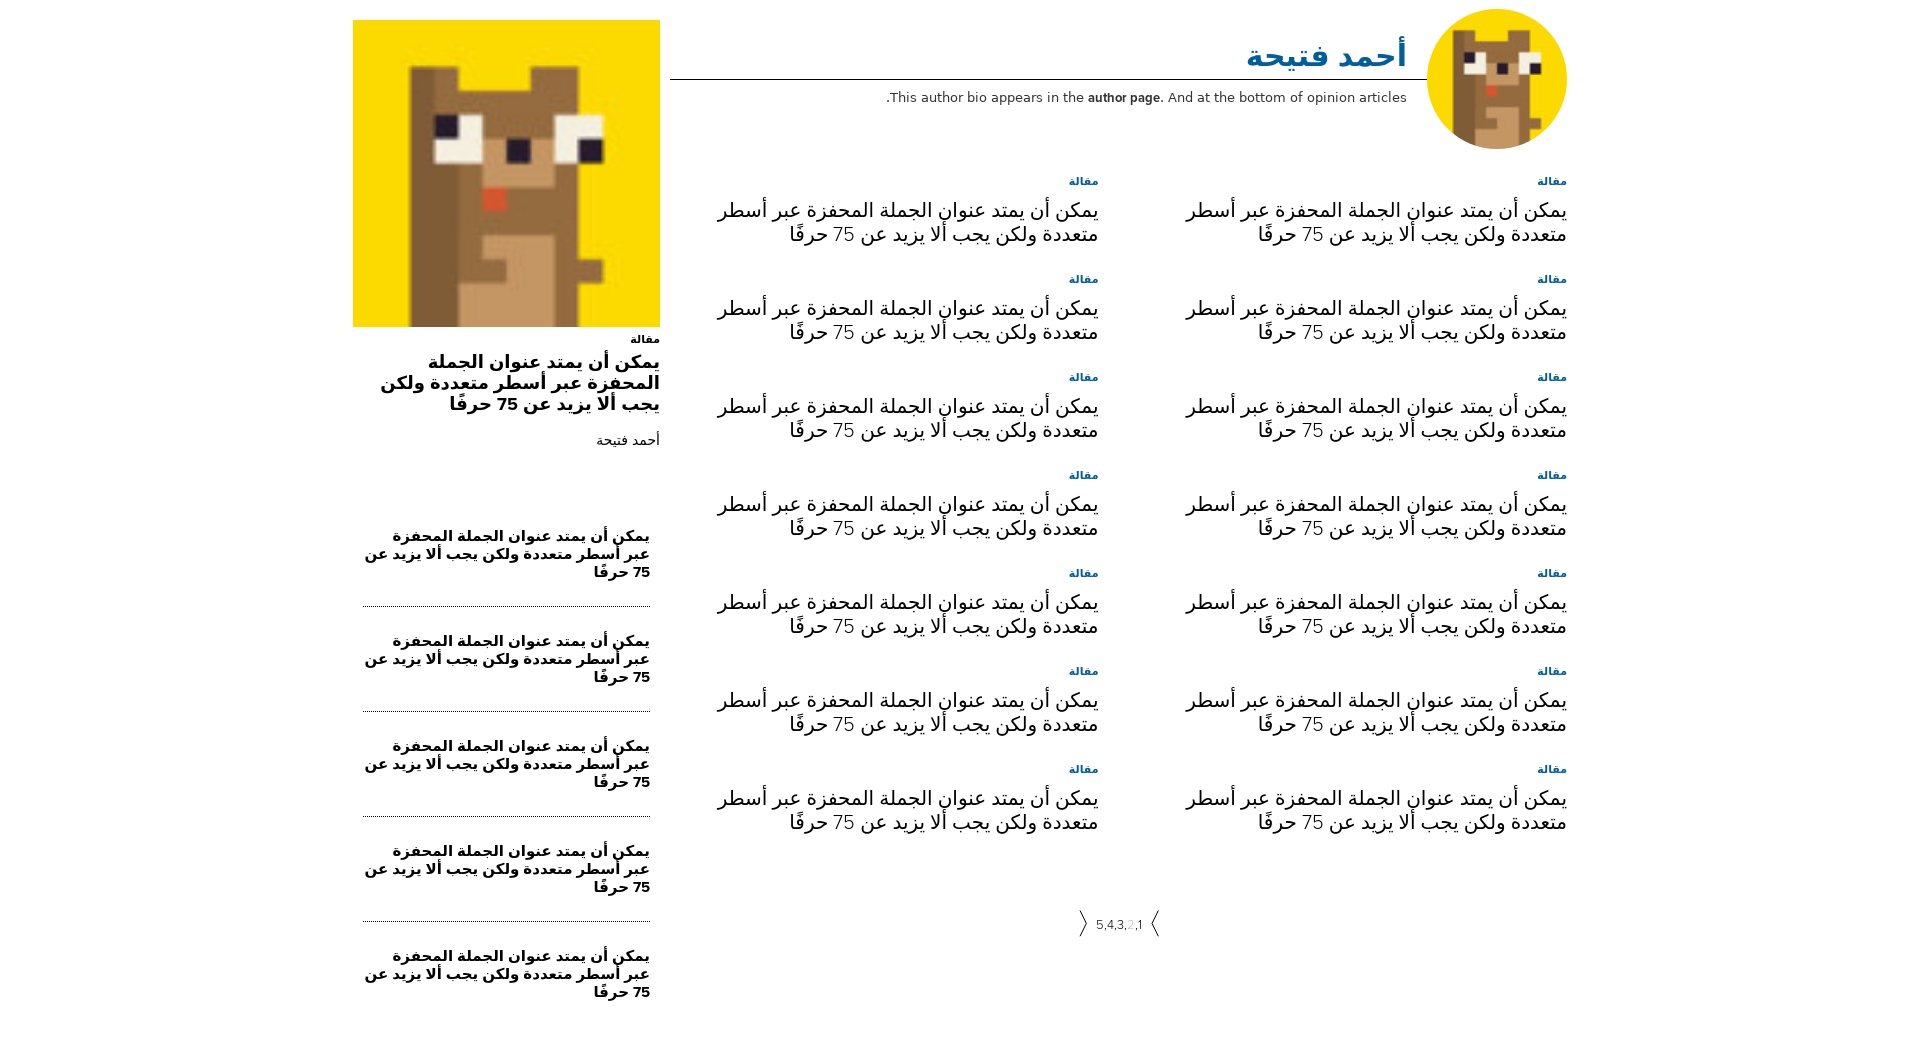 أحمد فتيحة
This author bio appears in the author page. And at the bottom of opinion articles.
مقالة
يمكن أن يمتد عنوان الجملة المحفزة عبر أسطر
متعددة ولكن يجب ألا يزيد عن 75 حرفًا
مقالة
يمكن أن يمتد عنوان الجملة المحفزة عبر أسطر
متعددة ولكن يجب ألا يزيد عن 75 حرفًا
مقالة
يمكن أن يمتد عنوان الجملة المحفزة عبر أسطر
متعددة ولكن يجب ألا يزيد عن 75 حرفًا
مقالة
يمكن أن يمتد عنوان الجملة المحفزة عبر أسطر
متعددة ولكن يجب ألا يزيد عن 75 حرفًا
مقالة
يمكن أن يمتد عنوان الجملة المحفزة عبر أسطر
متعددة ولكن يجب ألا يزيد عن 75 حرفًا
مقالة
يمكن أن يمتد عنوان الجملة المحفزة عبر أسطر
متعددة ولكن يجب ألا يزيد عن 75 حرفًا
مقالة
يمكن أن يمتد عنوان الجملة المحفزة عبر أسطر
متعددة ولكن يجب ألا يزيد عن 75 حرفًا
مقالة
يمكن أن يمتد عنوان الجملة المحفزة عبر أسطر
متعددة ولكن يجب ألا يزيد عن 75 حرفًا
مقالة
يمكن أن يمتد عنوان الجملة المحفزة عبر أسطر
متعددة ولكن يجب ألا يزيد عن 75 حرفًا
مقالة
يمكن أن يمتد عنوان الجملة المحفزة عبر أسطر
متعددة ولكن يجب ألا يزيد عن 75 حرفًا
مقالة
يمكن أن يمتد عنوان الجملة المحفزة عبر أسطر
متعددة ولكن يجب ألا يزيد عن 75 حرفًا
مقالة
يمكن أن يمتد عنوان الجملة المحفزة عبر أسطر
متعددة ولكن يجب ألا يزيد عن 75 حرفًا
مقالة
يمكن أن يمتد عنوان الجملة المحفزة عبر أسطر
متعددة ولكن يجب ألا يزيد عن 75 حرفًا
مقالة
يمكن أن يمتد عنوان الجملة المحفزة عبر أسطر
متعددة ولكن يجب ألا يزيد عن 75 حرفًا
5,4,3,2,1
مقالة
يمكن أن يمتد عنوان الجملة
المحفزة عبر أسطر متعددة ولكن
يجب ألا يزيد عن 75 حرفًا
أحمد فتيحة
يمكن أن يمتد عنوان الجملة المحفزة
عبر أسطر متعددة ولكن يجب ألا يزيد عن
75 حرفًا
يمكن أن يمتد عنوان الجملة المحفزة
عبر أسطر متعددة ولكن يجب ألا يزيد عن
75 حرفًا
يمكن أن يمتد عنوان الجملة المحفزة
عبر أسطر متعددة ولكن يجب ألا يزيد عن
75 حرفًا
يمكن أن يمتد عنوان الجملة المحفزة
عبر أسطر متعددة ولكن يجب ألا يزيد عن
75 حرفًا
يمكن أن يمتد عنوان الجملة المحفزة
عبر أسطر متعددة ولكن يجب ألا يزيد عن
75 حرفًا